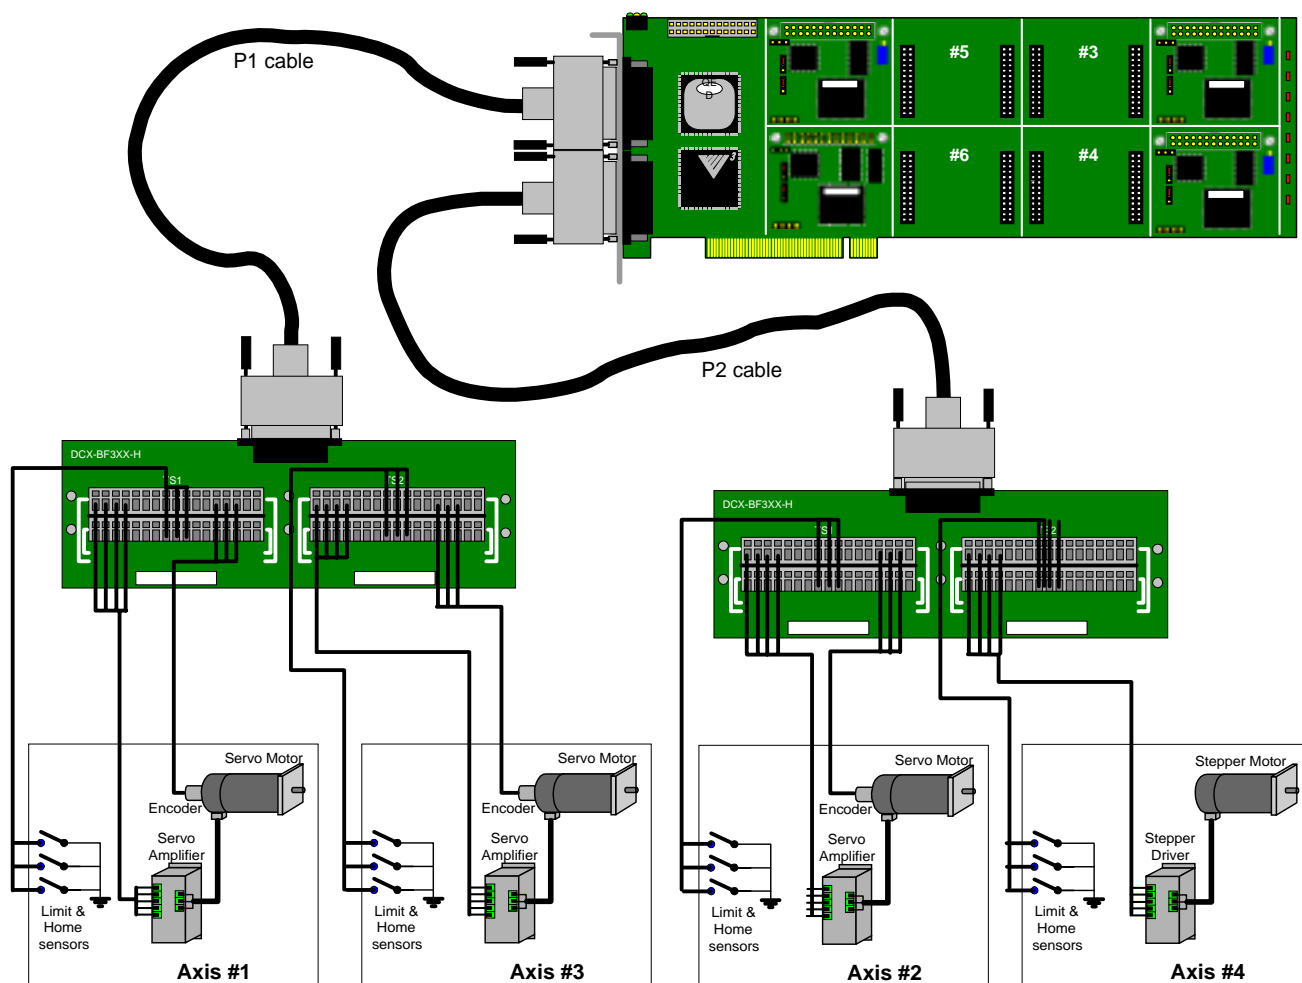 P1 cable
#5
#3
#6
#4
P2 cable
DCX-BF3XX-H
TS2
DCX-BF3XX-H
Servo Motor
Encoder
Servo
Amplifier
Limit &
Home
sensors
Axis #1
Servo Motor
Encoder
Servo
Amplifier
Limit &
Home
sensors
Axis #3
Servo Motor
Encoder
Servo
Amplifier
Limit &
Home
sensors
Axis #2
Stepper Motor
Stepper
Driver
Limit &
Home
sensors
Axis #4